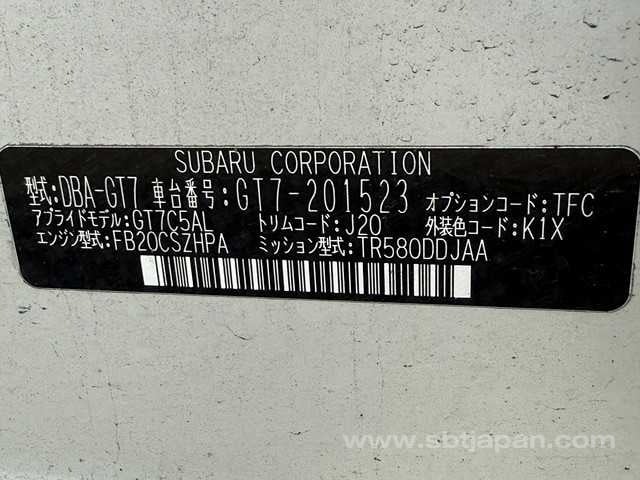 SUBARU CORPORATION
型式:DBA-GT7 車台番号:GT7-201523 オプションコード:TFC
アプライドモデル:GT7C5AL トリムコード:J20 外装色コード:K1X
エンジン型式:FB20CSZHPA ミッション型式:TR580DDJAA
www.sbtjapan.com